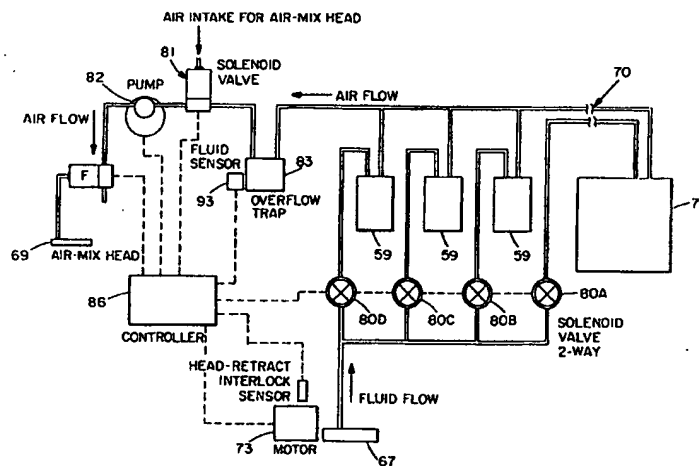 AIR INTAKE FOR AIR-MIX HEAD
81
SOLENOID
VALVE
82
PUMP
AIR FLOW
70
AIR FLOW
FLUID
SENSOR
F
93
83
OVERFLOW
TRAP
7
59
59
59
69
AIR-MIX HEAD
86
80D
80C
80B
80A
CONTROLLER
SOLENOID
VALVE
2-WAY
HEAD-RETRACT
INTERLOCK
SENSOR
FLUID FLOW
73
MOTOR
67